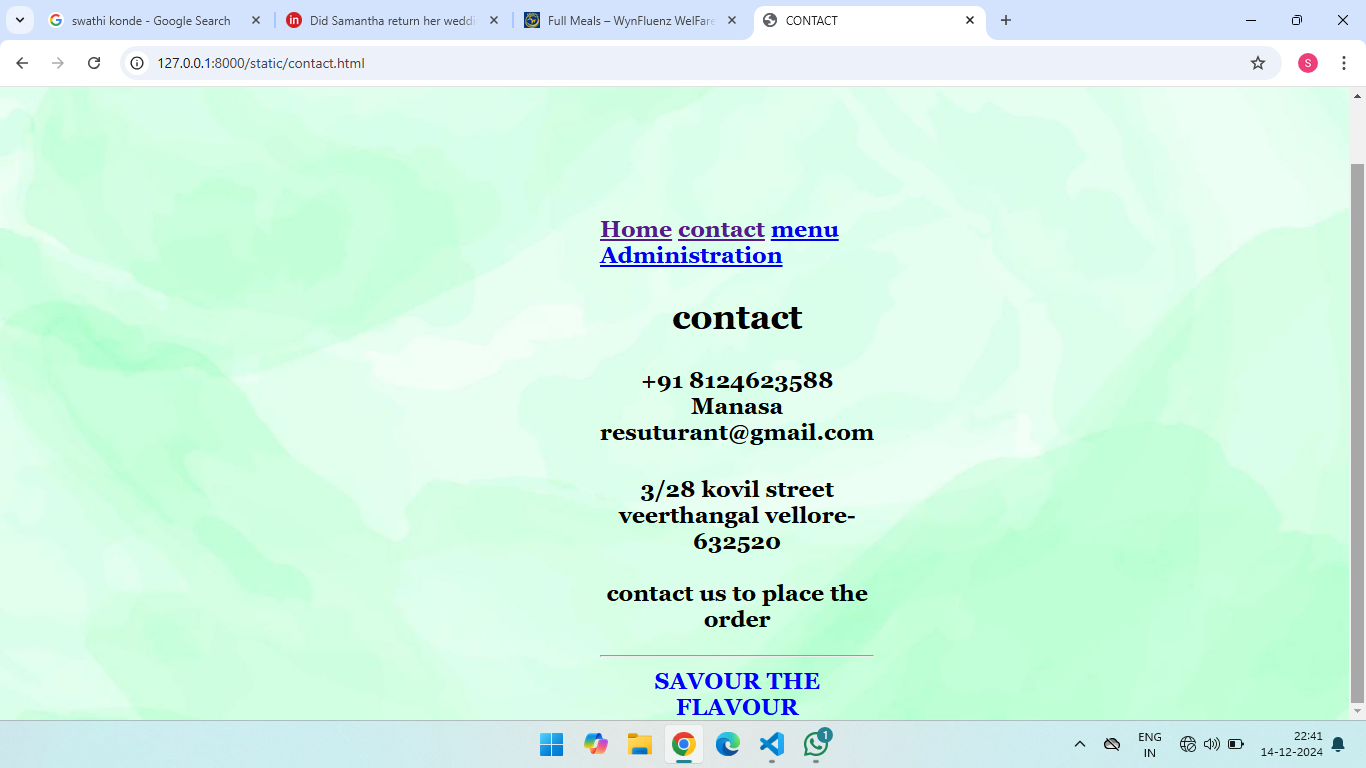 swathi konde - Google Search
Did Samantha return her weddi
Full Meals – WynFluenz WelFare
CONTACT
127.0.0.1:8000/static/contact.html
S
Home contact menu
Administration
contact
+91 8124623588
Manasa
resuturant@gmail.com
3/28 kovil street
veerthangal vellore-
632520
contact us to place the
order
SAVOUR THE
FLAVOUR
1
ENG
IN
22:41
14-12-2024